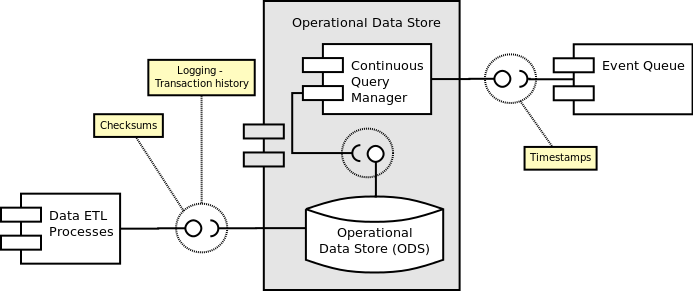 Operational Data Store
Logging -
Transaction history
Continuous
Query
Manager
Event Queue
Checksums
Timestamps
Data ETL
Processes
Operational
Data Store (ODS)